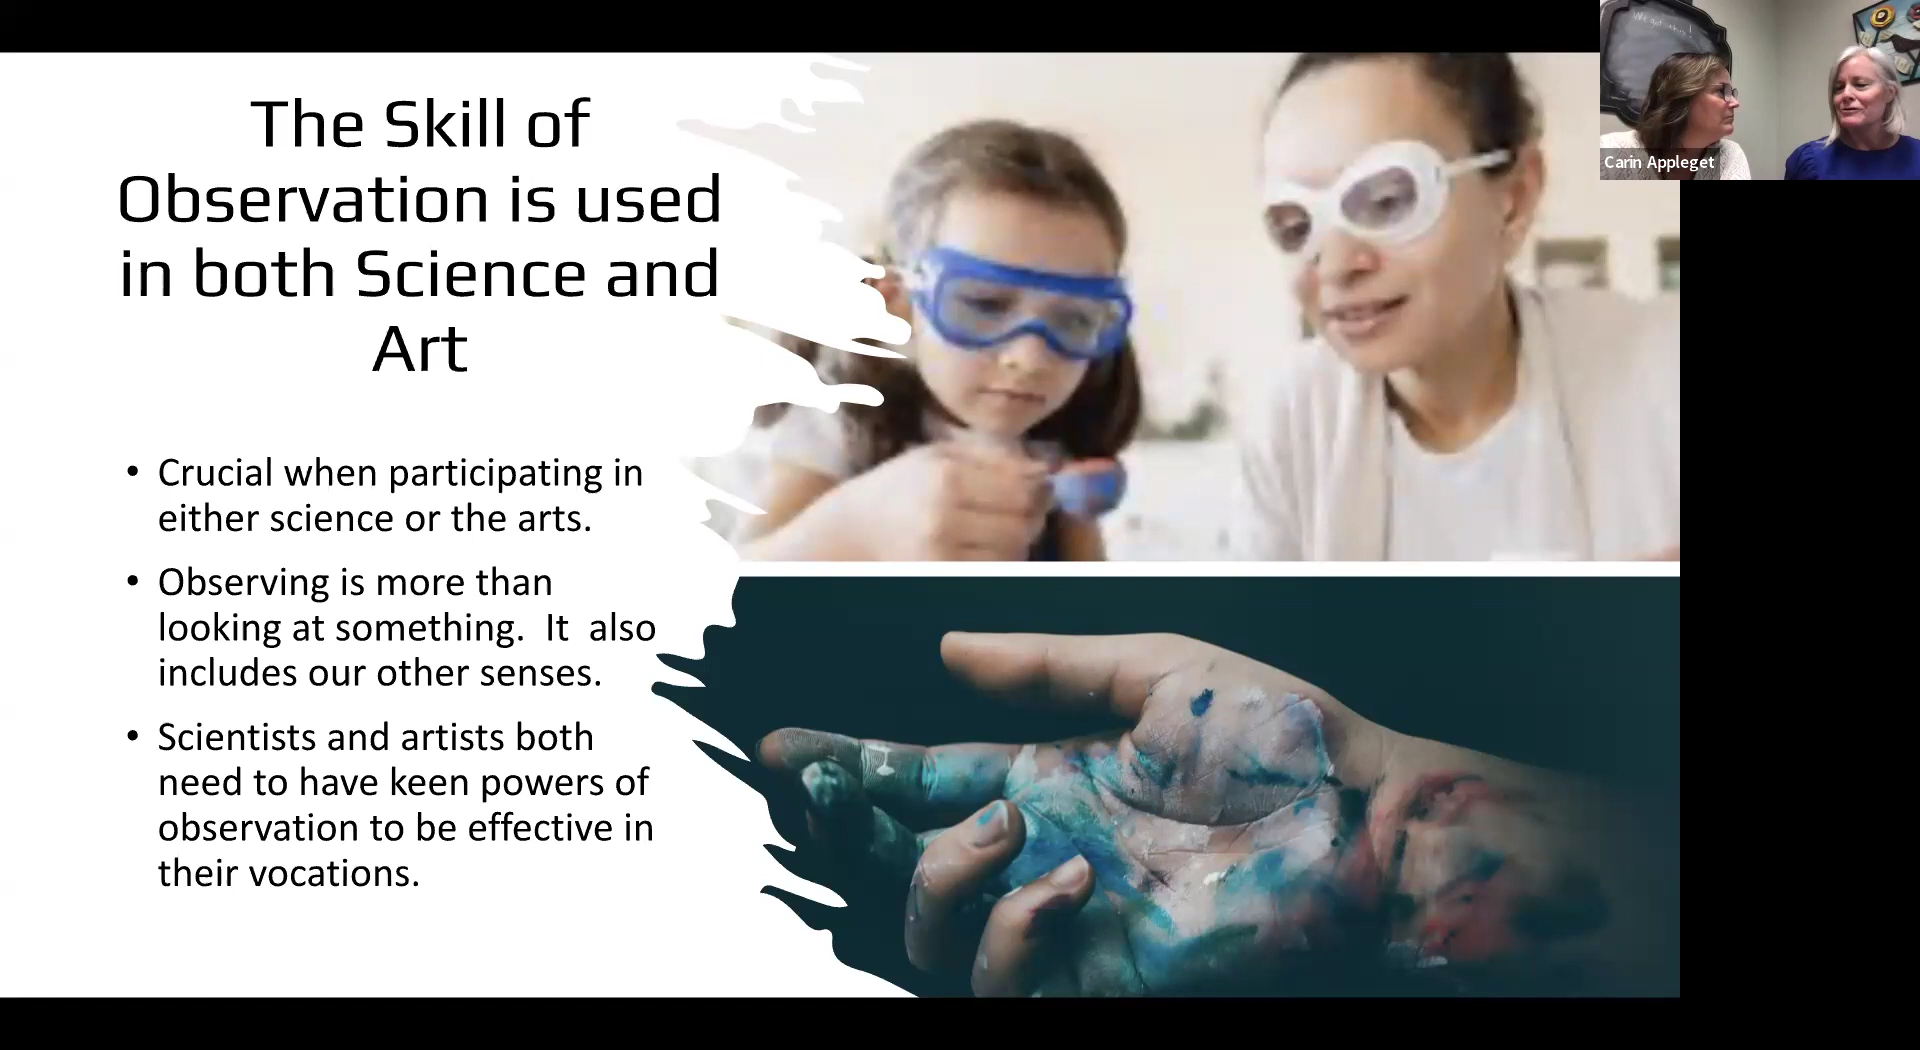 The Skill of
Observation is used
in both Science and
Art
• Crucial when participating in
either science or the arts.
• Observing is more than
looking at something.  It  also
includes our other senses.
• Scientists and artists both
need to have keen powers of
observation to be effective in
their vocations.
Carin Appleget